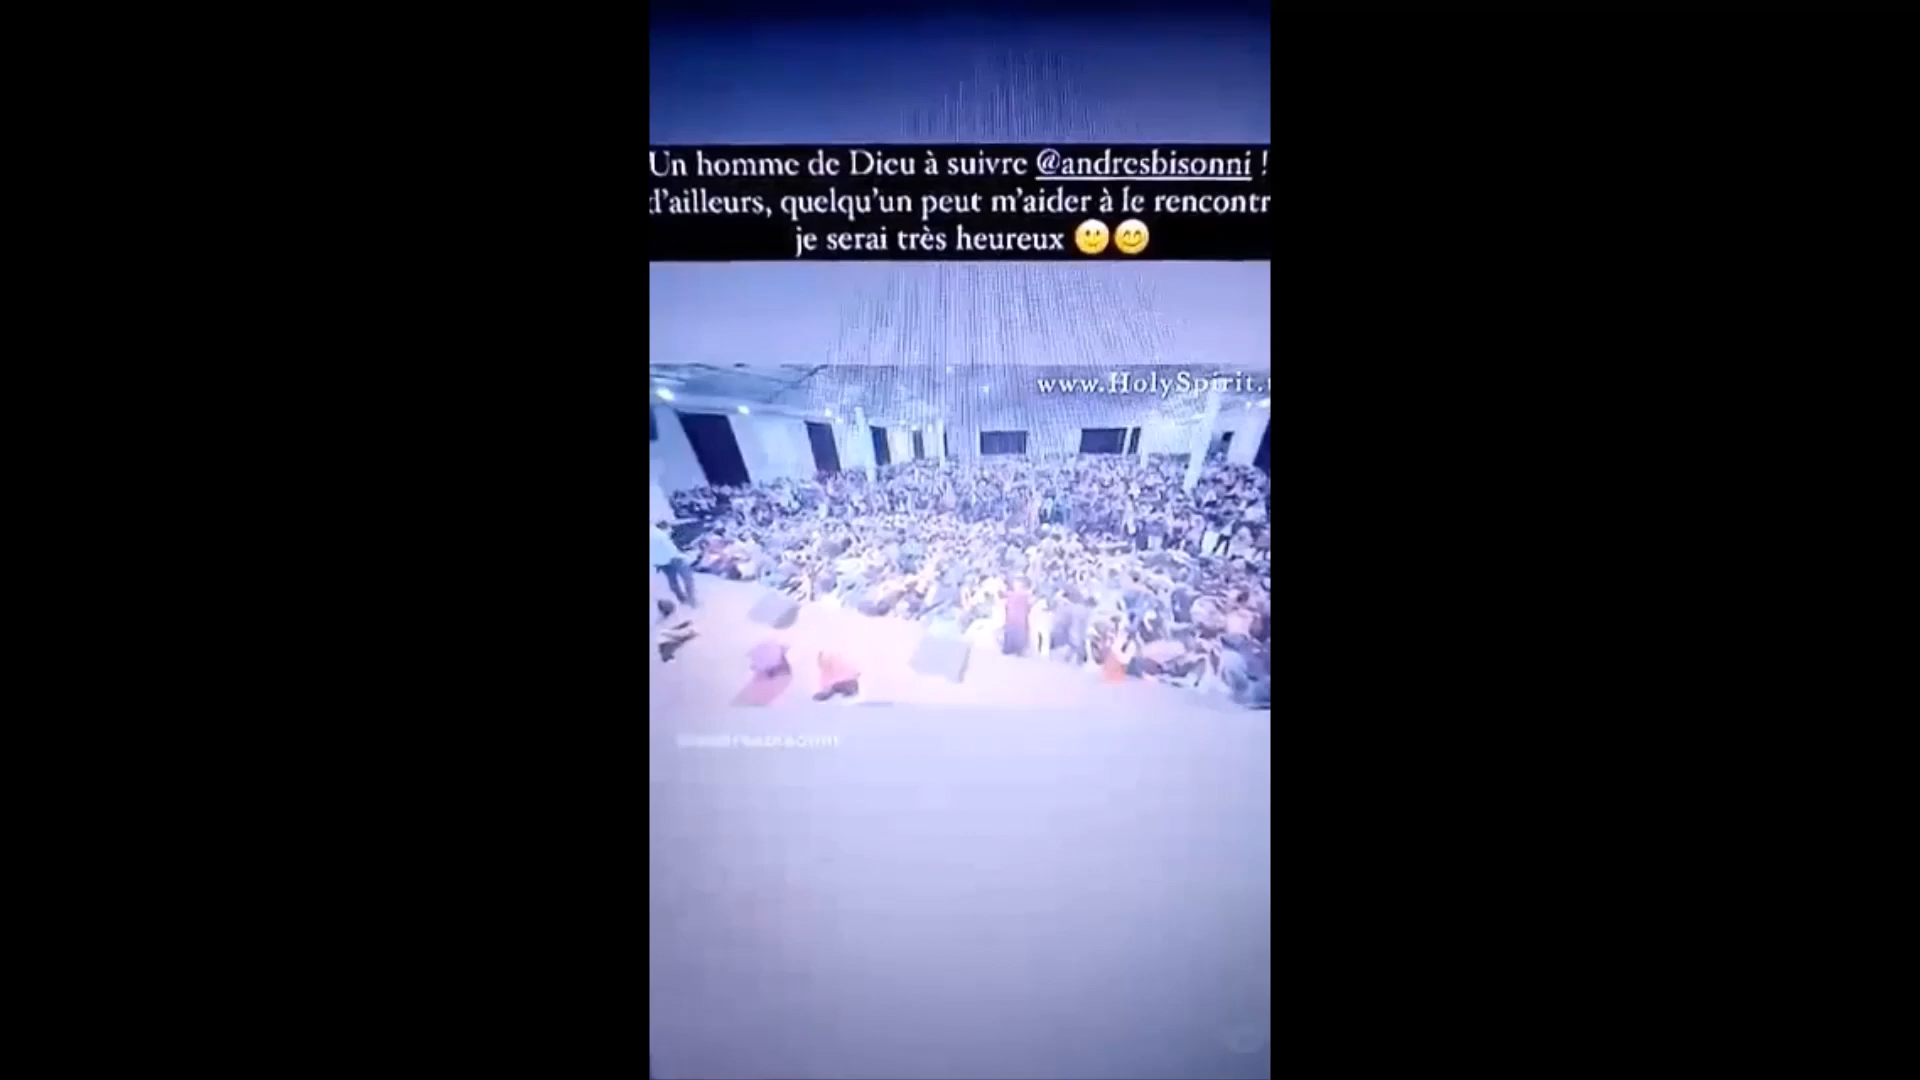 Un homme de Dieu à suivre @andresbisonni !
d'ailleurs, quelqu'un peut m'aider à le rencontr
je serai très heureux 🙂😊
www.HolySpirit.